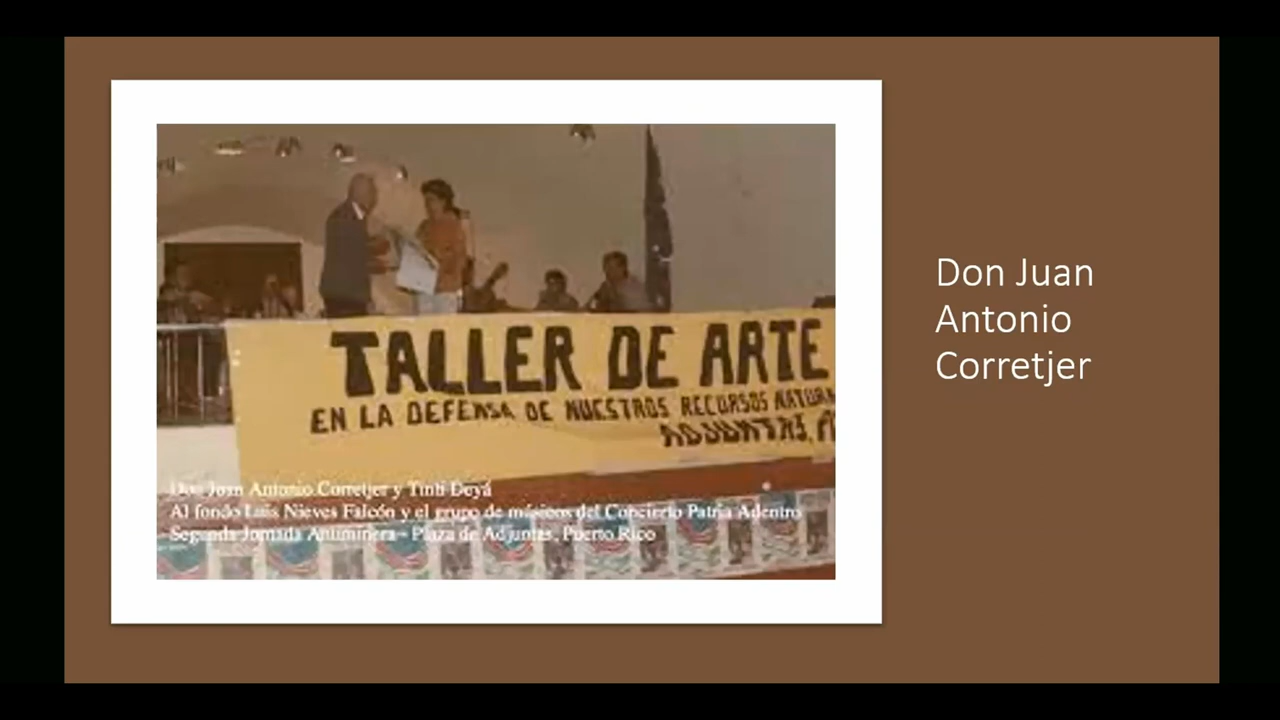 TALLER DE ARTE
EN LA DEFENSA DE NUESTROS RECURSOS NATURA
ADJUNTAS, P
Don Juan Antonio Corretjer y Tinti Deyá
Al fondo Luis Nieves Falcón y el grupo de músicos del Concierto Patria Adentro
Segunda Jornada Antiminera - Plaza de Adjuntas, Puerto Rico
Don Juan
Antonio
Corretjer